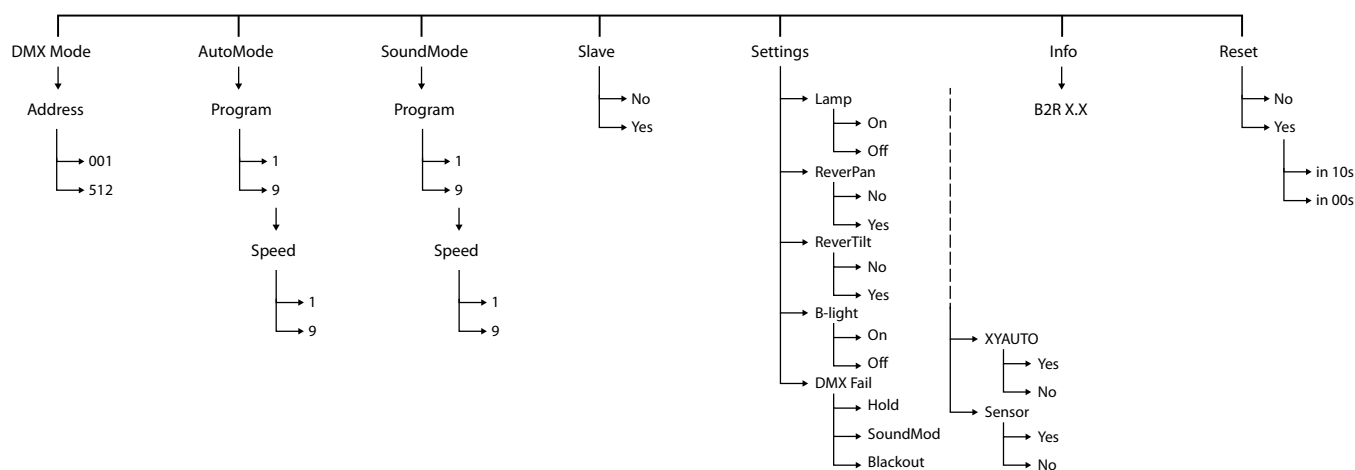 DMX Mode
Address
001
512
AutoMode
Program
1
9
Speed
1
9
SoundMode
Program
1
9
Speed
1
9
Slave
No
Yes
Settings
Lamp
On
Off
ReverPan
No
Yes
ReverTilt
No
Yes
B-light
On
Off
DMX Fail
Hold
SoundMod
Blackout
XYAUTO
Yes
No
Sensor
Yes
No
Info
B2R X.X
Reset
No
Yes
in 10s
in 00s